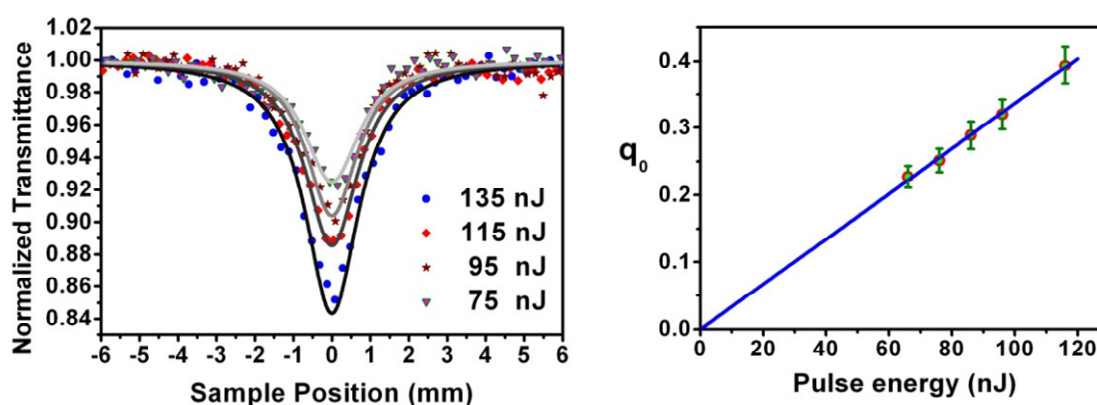 1.02
1.00
0.98
0.96
0.94
0.92
0.90
0.88
0.86
0.84
Normalized Transmittance
-6 -5 -4 -3 -2 -1 0 1 2 3 4 5 6
Sample Position (mm)
135 nJ
115 nJ
95 nJ
75 nJ
0.4
0.3
0.2
0.1
0.0
q0
0 20 40 60 80 100 120
Pulse energy (nJ)